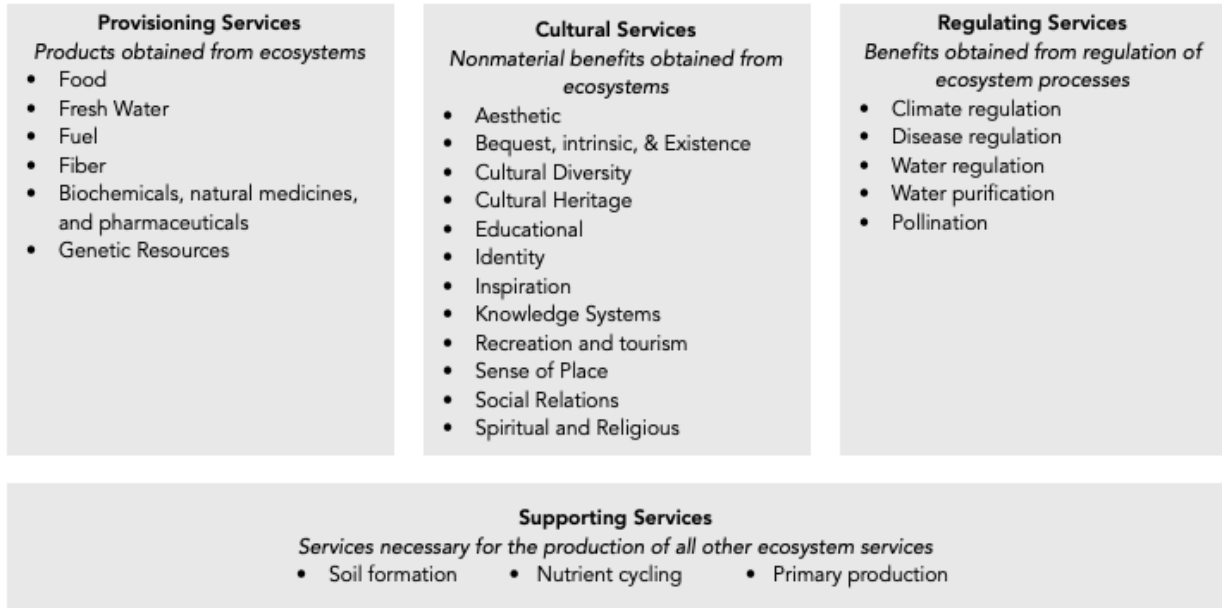 Provisioning Services
Products obtained from ecosystems
• Food
• Fresh Water
• Fuel
• Fiber
• Biochemicals, natural medicines,
and pharmaceuticals
• Genetic Resources
Cultural Services
Nonmaterial benefits obtained from
ecosystems
• Aesthetic
• Bequest, intrinsic, & Existence
• Cultural Diversity
• Cultural Heritage
• Educational
• Identity
• Inspiration
• Knowledge Systems
• Recreation and tourism
• Sense of Place
• Social Relations
• Spiritual and Religious
Regulating Services
Benefits obtained from regulation of
ecosystem processes
• Climate regulation
• Disease regulation
• Water regulation
• Water purification
• Pollination
Supporting Services
Services necessary for the production of all other ecosystem services
• Soil formation • Nutrient cycling • Primary production